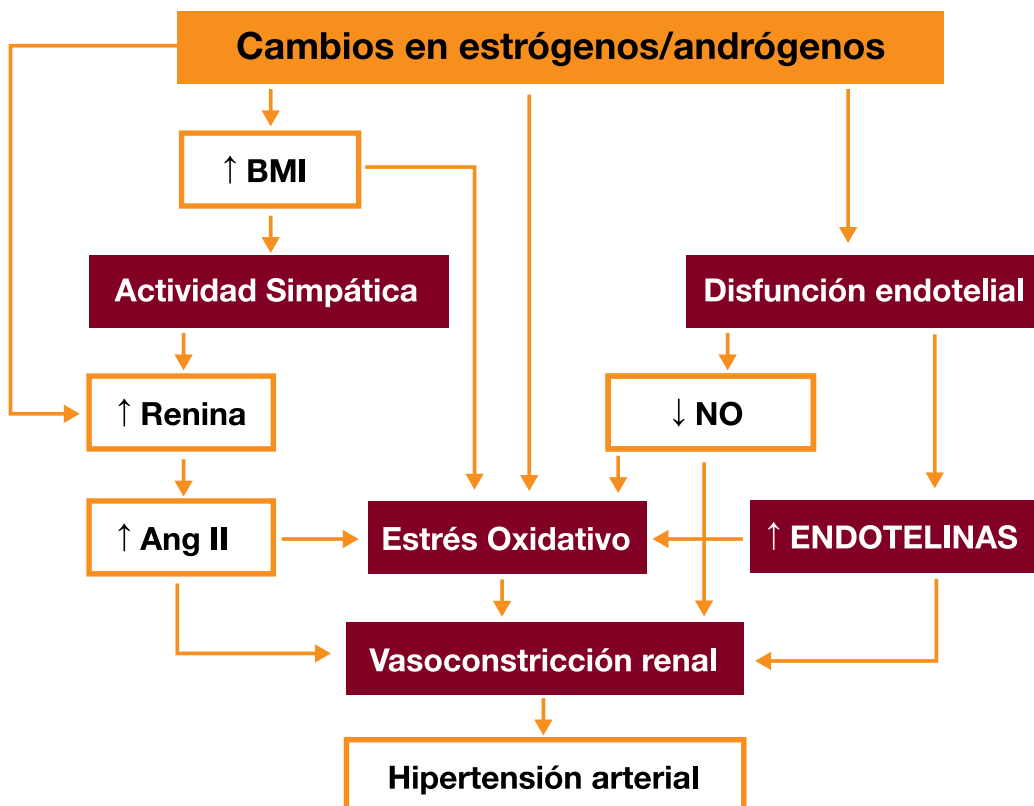 Cambios en estrógenos/andrógenos
↑ BMI
Actividad Simpática
Disfunción endotelial
↑ Renina
↓ NO
↑ Ang II
Estrés Oxidativo
↑ ENDOTELINAS
Vasoconstricción renal
Hipertensión arterial